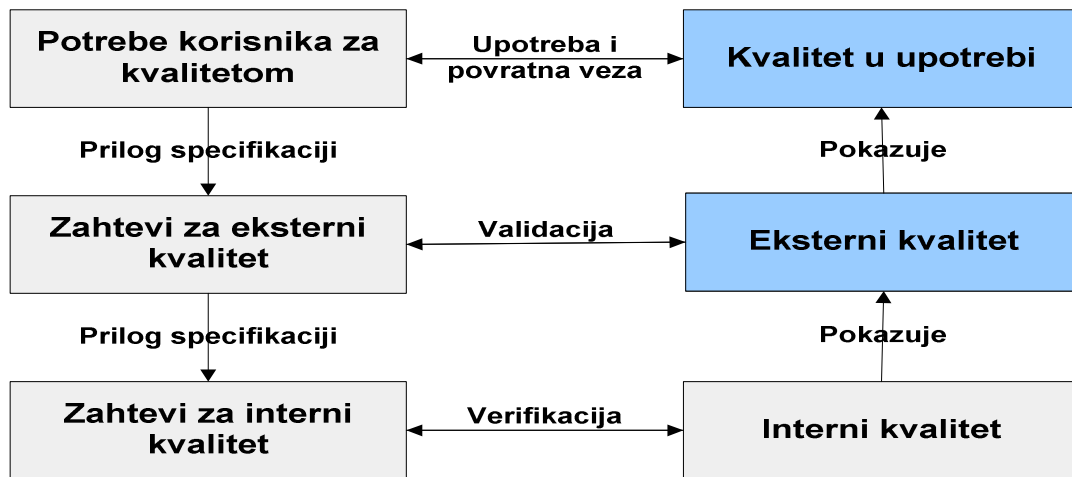 Potrebe korisnika za
kvalitetom
Upotreba i
povratna veza
Kvalitet u upotrebi
Prilog specifikaciji
Pokazuje
Zahtevi za eksterni
kvalitet
Validacija
Eksterni kvalitet
Prilog specifikaciji
Pokazuje
Zahtevi za interni
kvalitet
Verifikacija
Interni kvalitet